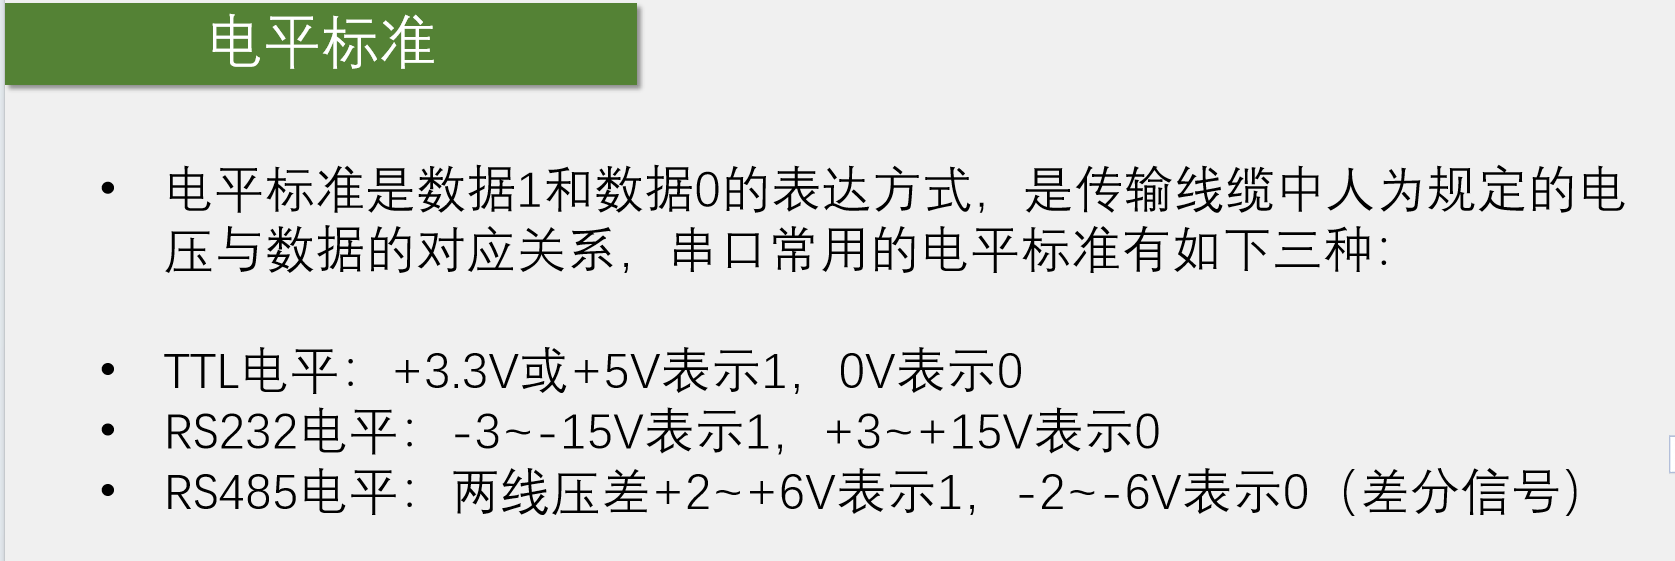 电平标准
• 电平标准是数据1和数据0的表达方式，是传输线缆中人为规定的电
压与数据的对应关系，串口常用的电平标准有如下三种：
• TTL电平：+3.3V或+5V表示1，0V表示0
• RS232电平：-3~-15V表示1，+3~+15V表示0
• RS485电平：两线压差+2~+6V表示1，-2~-6V表示0（差分信号）